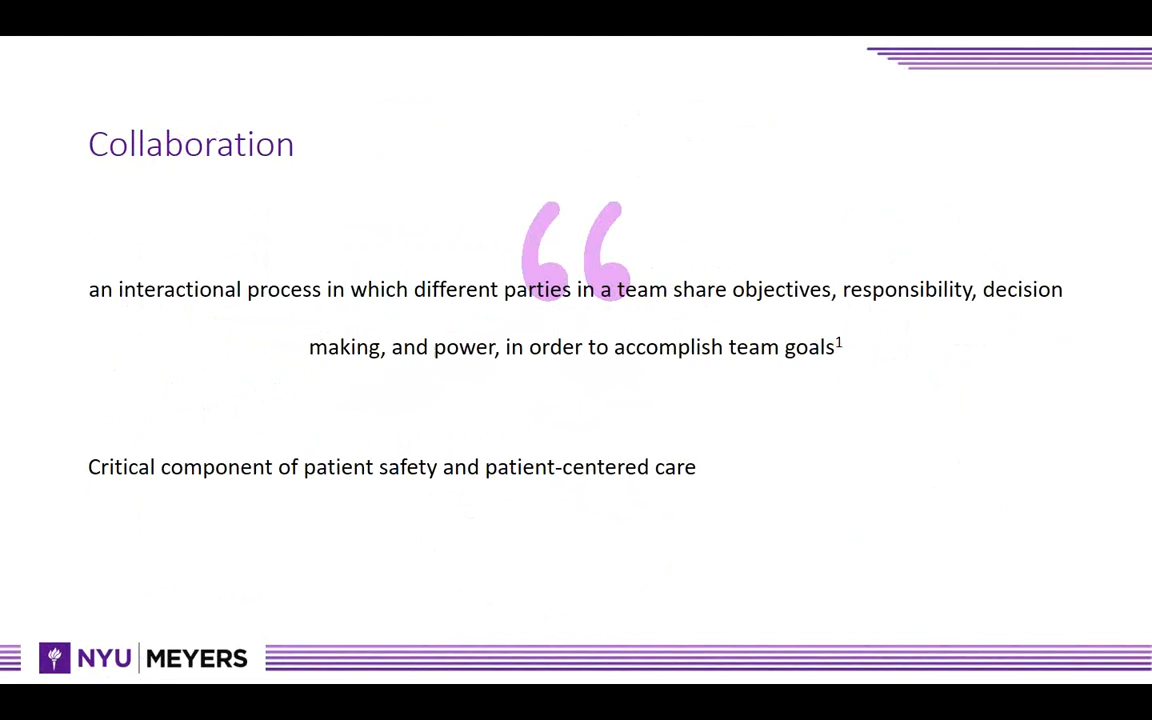 Collaboration
“
an interactional process in which different parties in a team share objectives, responsibility, decision
making, and power, in order to accomplish team goals¹
Critical component of patient safety and patient-centered care
NYU | MEYERS